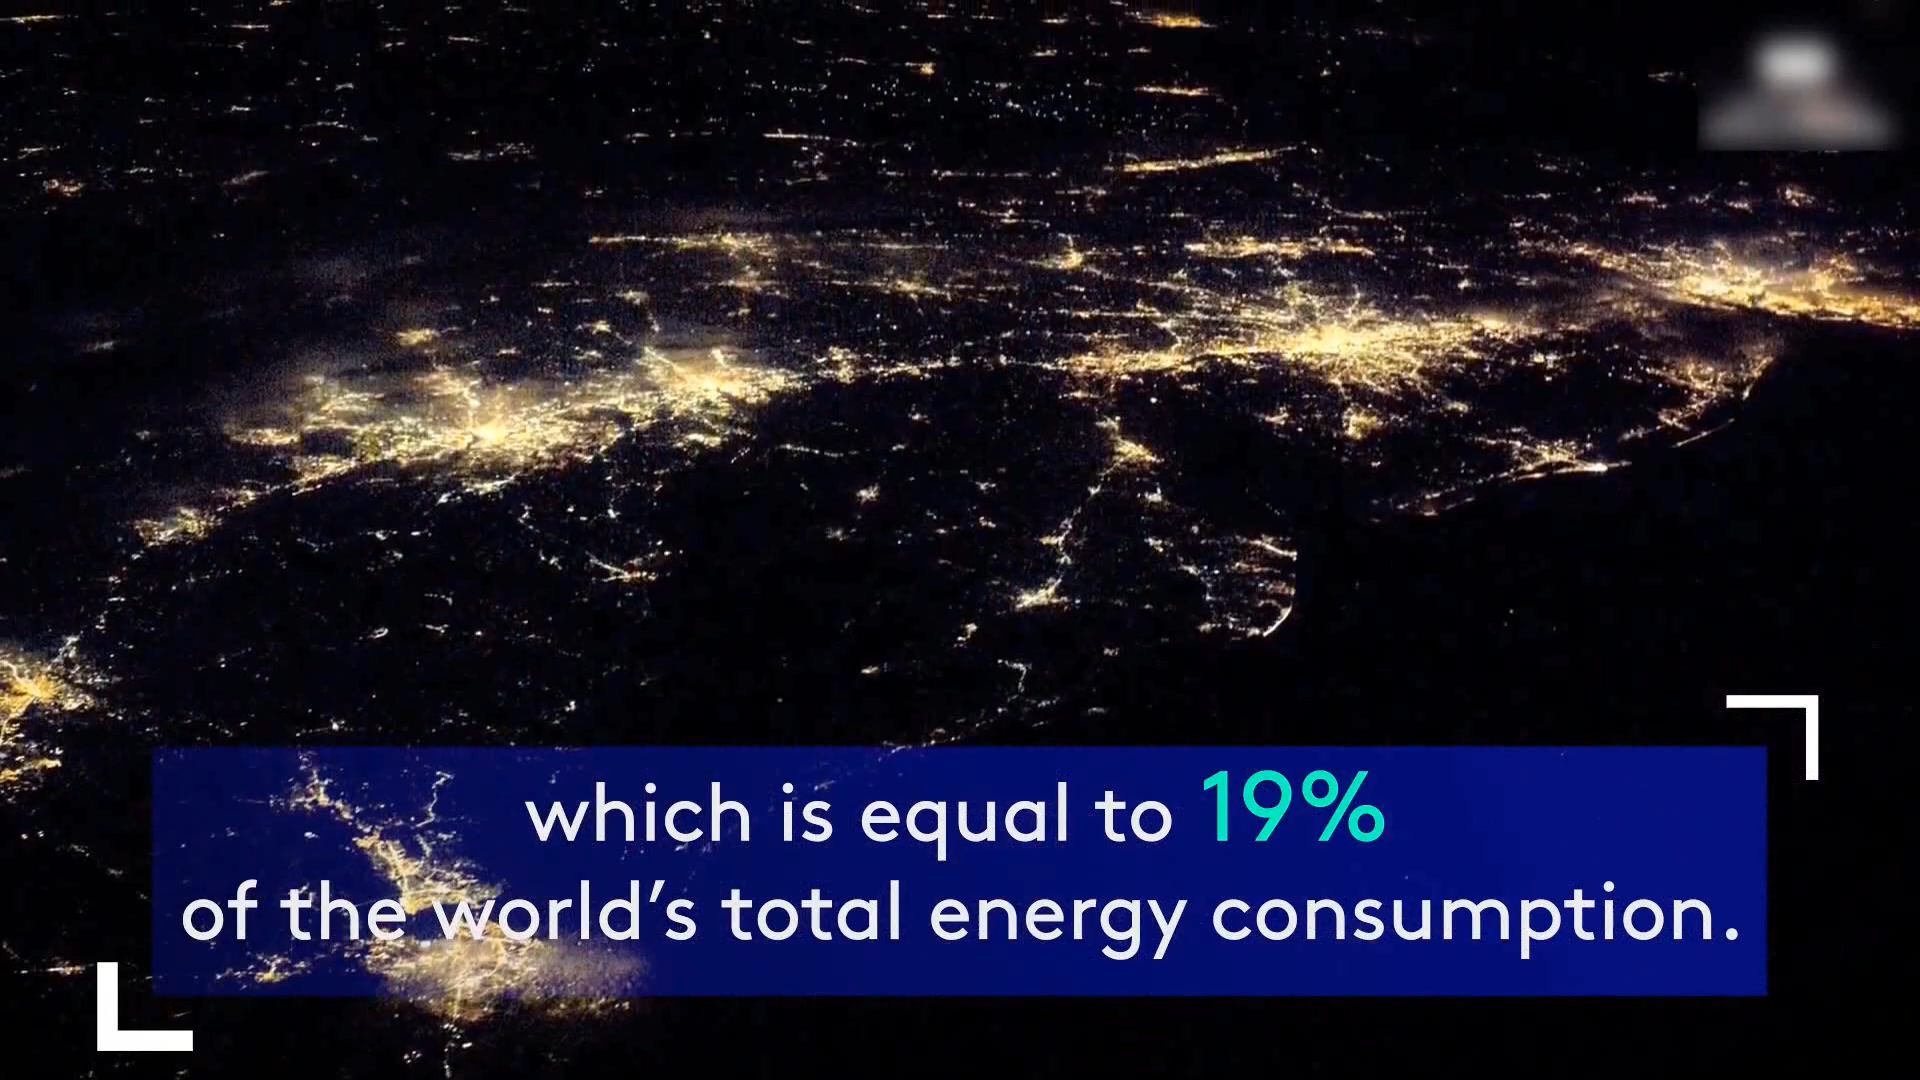 which is equal to 19%
of the world’s total energy consumption.